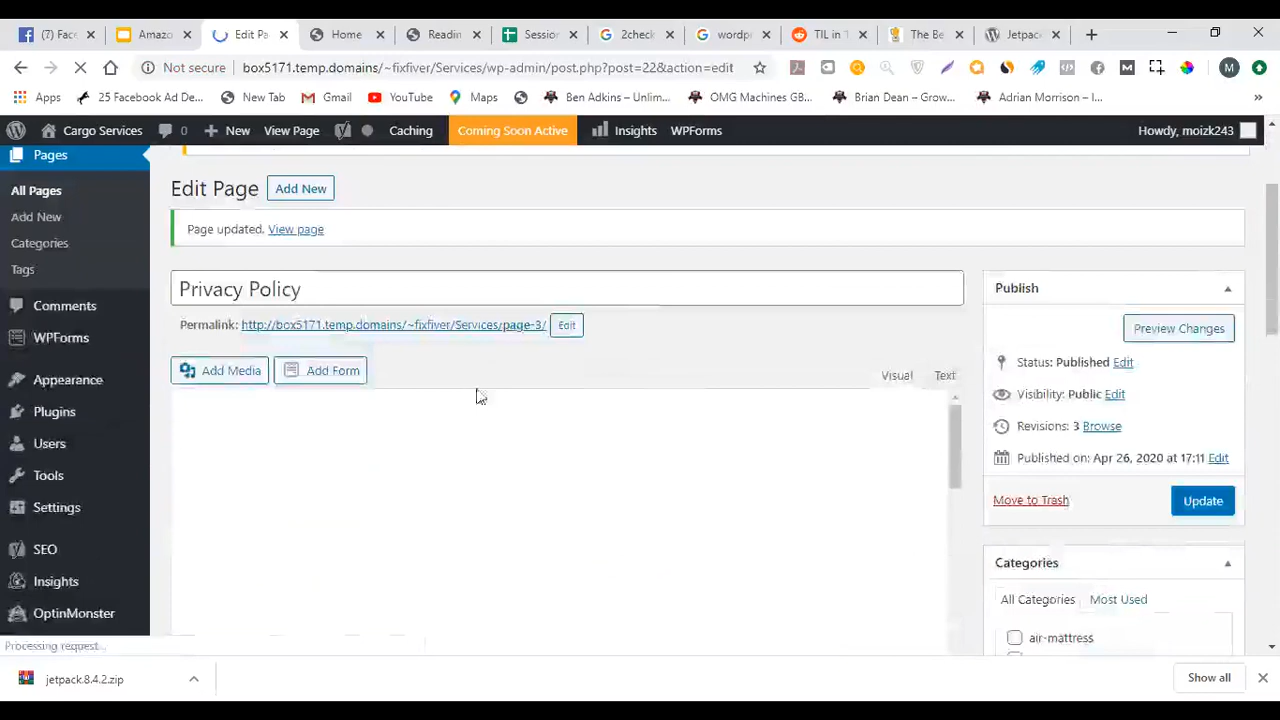 (7) Fac
Amazo
Edit Pa
Home
Readin
Session
2check
wordpr
TIL in T
The Be
Jetpack
Not secure
box5171.temp.domains/~fixfiver/Services/wp-admin/post.php?post=22&action=edit
M
Apps
25 Facebook Ad De...
New Tab
Gmail
YouTube
Maps
Ben Adkins – Unlim...
OMG Machines GB...
Brian Dean – Grow...
Adrian Morrison – I...
»
Cargo Services
0
New
View Page
Caching
Coming Soon Active
Insights
WPForms
Howdy, moizk243
Pages
All Pages
Add New
Categories
Tags
Comments
WPForms
Appearance
Plugins
Users
Tools
Settings
SEO
Insights
OptinMonster
Edit Page
Add New
Page updated. View page
Privacy Policy
Permalink: http://box5171.temp.domains/~fixfiver/Services/page-3/ Edit
Add Media
Add Form
Visual
Text
Publish
Preview Changes
Status: Published Edit
Visibility: Public Edit
Revisions: 3 Browse
Published on: Apr 26, 2020 at 17:11 Edit
Move to Trash
Update
Categories
All Categories
Most Used
air-mattress
Processing request...
jetpack.8.4.2.zip
Show all